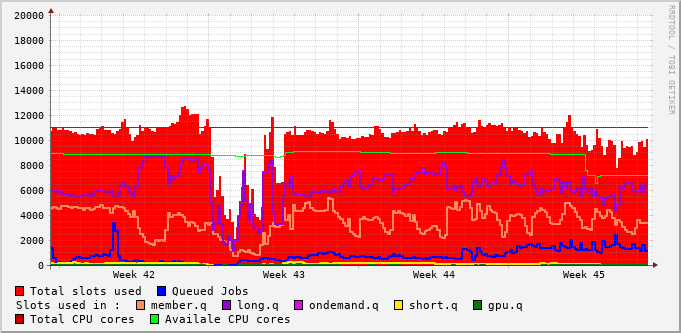 20000
18000
16000
14000
12000
10000
8000
6000
4000
2000
0
Week 42 Week 43 Week 44 Week 45
Total slots used Queued Jobs
Slots used in : member.q long.q ondemand.q short.q gpu.q
Total CPU cores Availale CPU cores
RRDTOOL / TOBI OETIKER